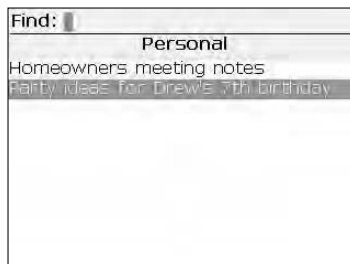 Find:
Personal
Homeowners meeting notes
Party ideas for Drew's 7th birthday